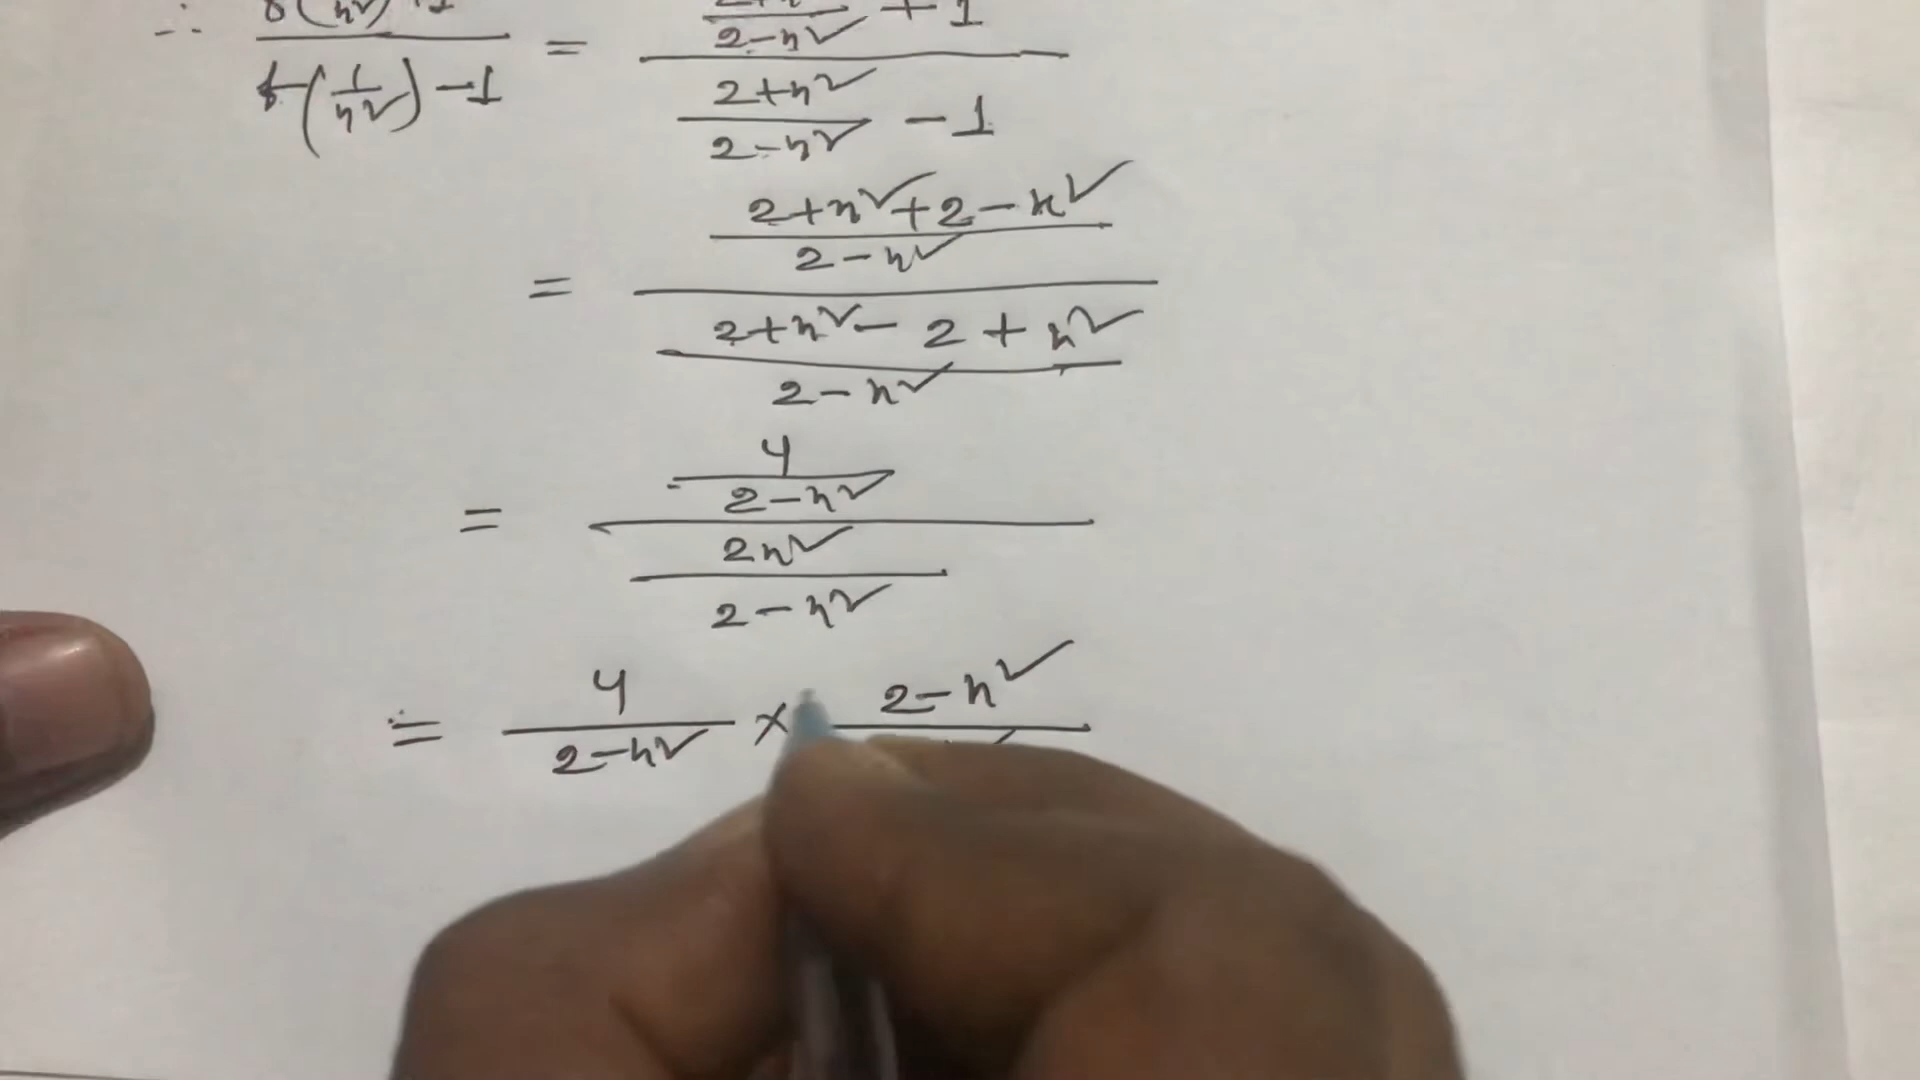 ∴ (f(1/x²)+1)/(f(1/x²)-1) = ((2+x²)/(2-x²) + 1)/((2+x²)/(2-x²) - 1)
= ((2+x²+2-x²)/(2-x²))/((2+x²-2+x²)/(2-x²))
= (4/(2-x²))/(2x²/(2-x²))
= 4/(2-x²) × (2-x²)/